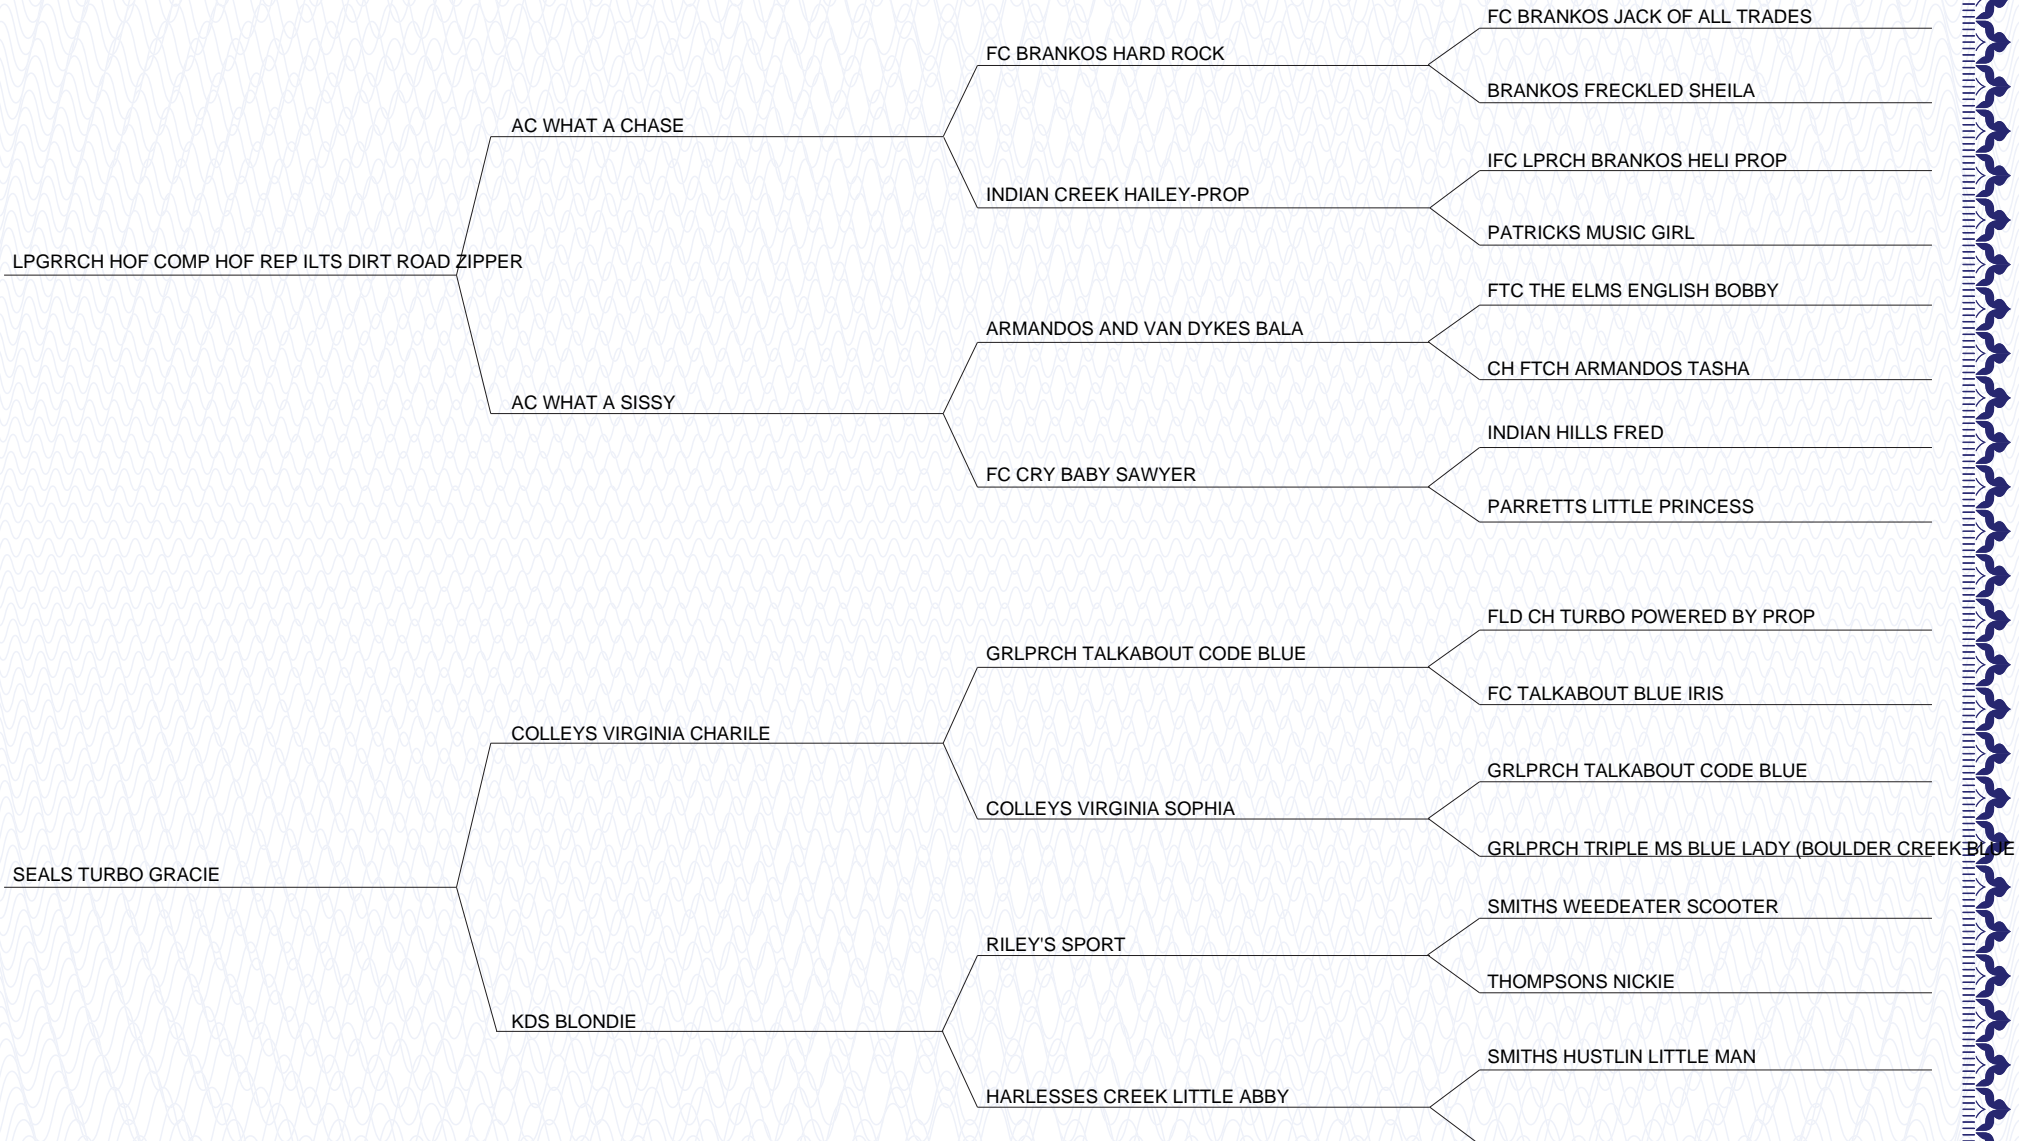 FC BRANKOS JACK OF ALL TRADES
FC BRANKOS HARD ROCK
BRANKOS FRECKLED SHEILA
AC WHAT A CHASE
IFC LPRCH BRANKOS HELI PROP
INDIAN CREEK HAILEY-PROP
PATRICKS MUSIC GIRL
LPGRRCH HOF COMP HOF REP ILTS DIRT ROAD ZIPPER
FTC THE ELMS ENGLISH BOBBY
ARMANDOS AND VAN DYKES BALA
CH FTCH ARMANDOS TASHA
AC WHAT A SISSY
INDIAN HILLS FRED
FC CRY BABY SAWYER
PARRETTS LITTLE PRINCESS
FLD CH TURBO POWERED BY PROP
GRLPRCH TALKABOUT CODE BLUE
FC TALKABOUT BLUE IRIS
COLLEYS VIRGINIA CHARILE
GRLPRCH TALKABOUT CODE BLUE
COLLEYS VIRGINIA SOPHIA
GRLPRCH TRIPLE MS BLUE LADY (BOULDER CREEK BLUE
SEALS TURBO GRACIE
SMITHS WEEDEATER SCOOTER
RILEY'S SPORT
THOMPSONS NICKIE
KDS BLONDIE
SMITHS HUSTLIN LITTLE MAN
HARLESSES CREEK LITTLE ABBY